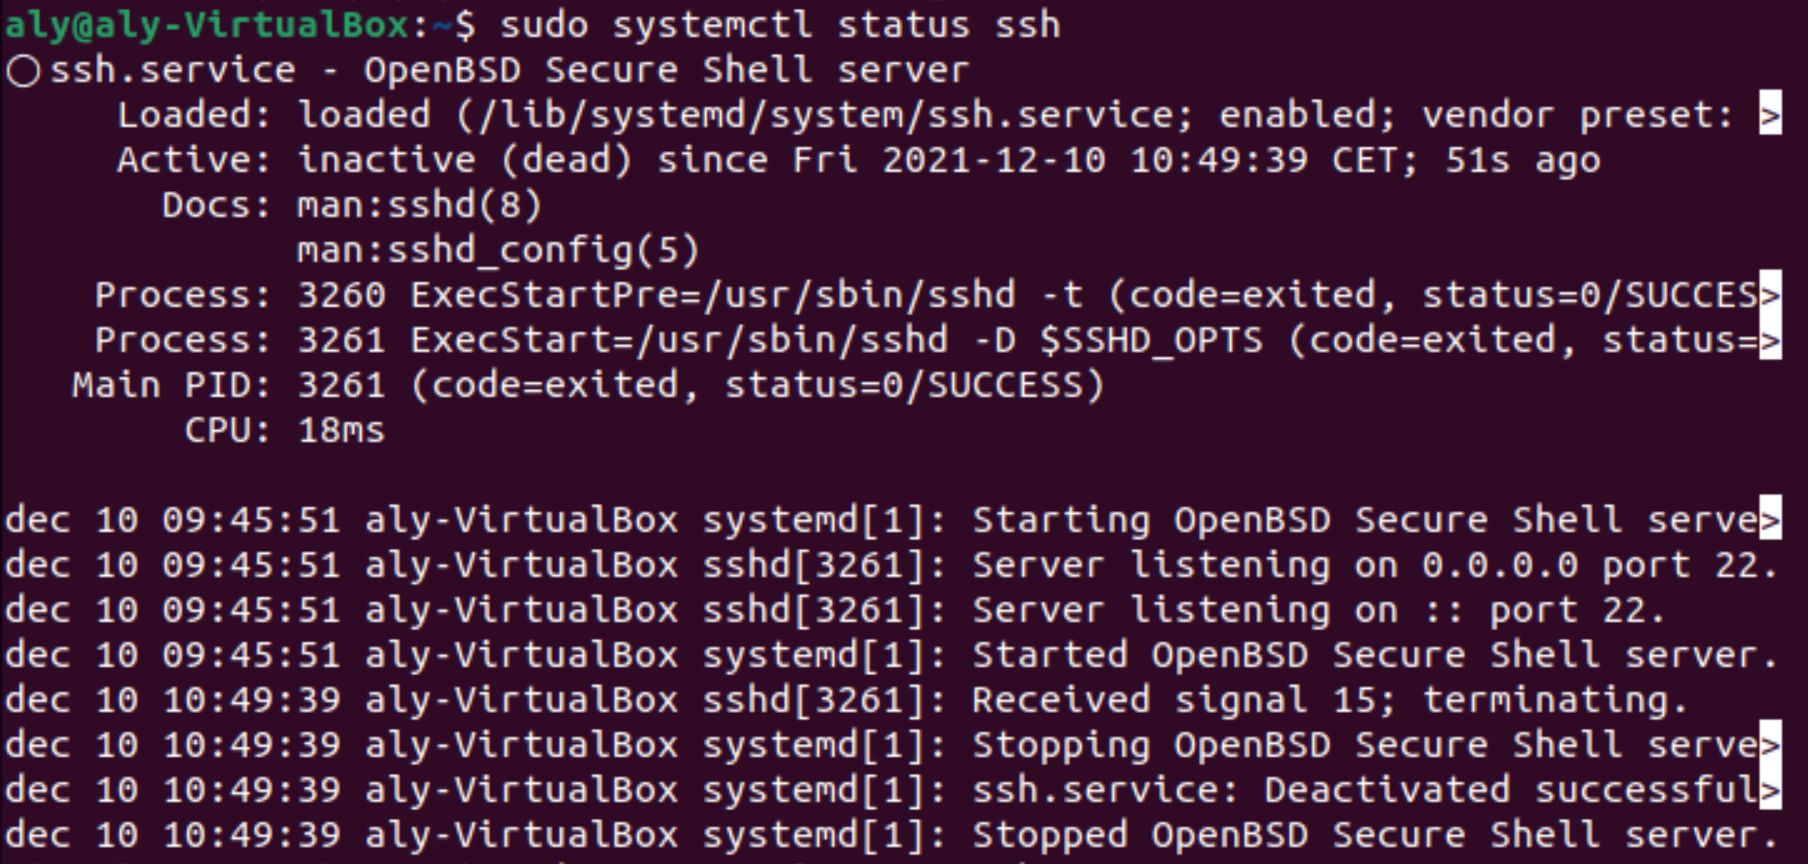 aly@aly-VirtualBox:~$ sudo systemctl status ssh
○ ssh.service - OpenBSD Secure Shell server
     Loaded: loaded (/lib/systemd/system/ssh.service; enabled; vendor preset: >
     Active: inactive (dead) since Fri 2021-12-10 10:49:39 CET; 51s ago
       Docs: man:sshd(8)
             man:sshd_config(5)
    Process: 3260 ExecStartPre=/usr/sbin/sshd -t (code=exited, status=0/SUCCES>
    Process: 3261 ExecStart=/usr/sbin/sshd -D $SSHD_OPTS (code=exited, status=>
   Main PID: 3261 (code=exited, status=0/SUCCESS)
        CPU: 18ms

dec 10 09:45:51 aly-VirtualBox systemd[1]: Starting OpenBSD Secure Shell serve>
dec 10 09:45:51 aly-VirtualBox sshd[3261]: Server listening on 0.0.0.0 port 22.
dec 10 09:45:51 aly-VirtualBox sshd[3261]: Server listening on :: port 22.
dec 10 09:45:51 aly-VirtualBox systemd[1]: Started OpenBSD Secure Shell server.
dec 10 10:49:39 aly-VirtualBox sshd[3261]: Received signal 15; terminating.
dec 10 10:49:39 aly-VirtualBox systemd[1]: Stopping OpenBSD Secure Shell serve>
dec 10 10:49:39 aly-VirtualBox systemd[1]: ssh.service: Deactivated successful>
dec 10 10:49:39 aly-VirtualBox systemd[1]: Stopped OpenBSD Secure Shell server.